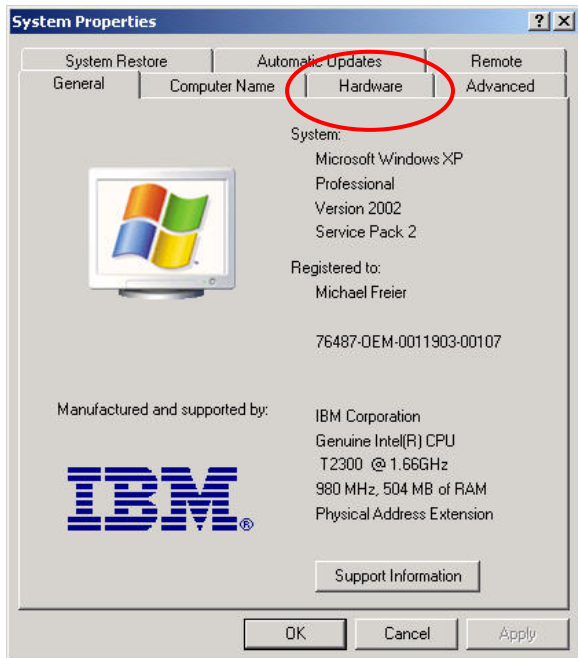 System Properties
System Restore
Automatic Updates
Remote
General
Computer Name
Hardware
Advanced
System:
Microsoft Windows XP
Professional
Version 2002
Service Pack 2
Registered to:
Michael Freier
76487-OEM-0011903-00107
Manufactured and supported by:
IBM®
IBM Corporation
Genuine Intel(R) CPU
T2300 @ 1.66GHz
980 MHz, 504 MB of RAM
Physical Address Extension
Support Information
OK
Cancel
Apply